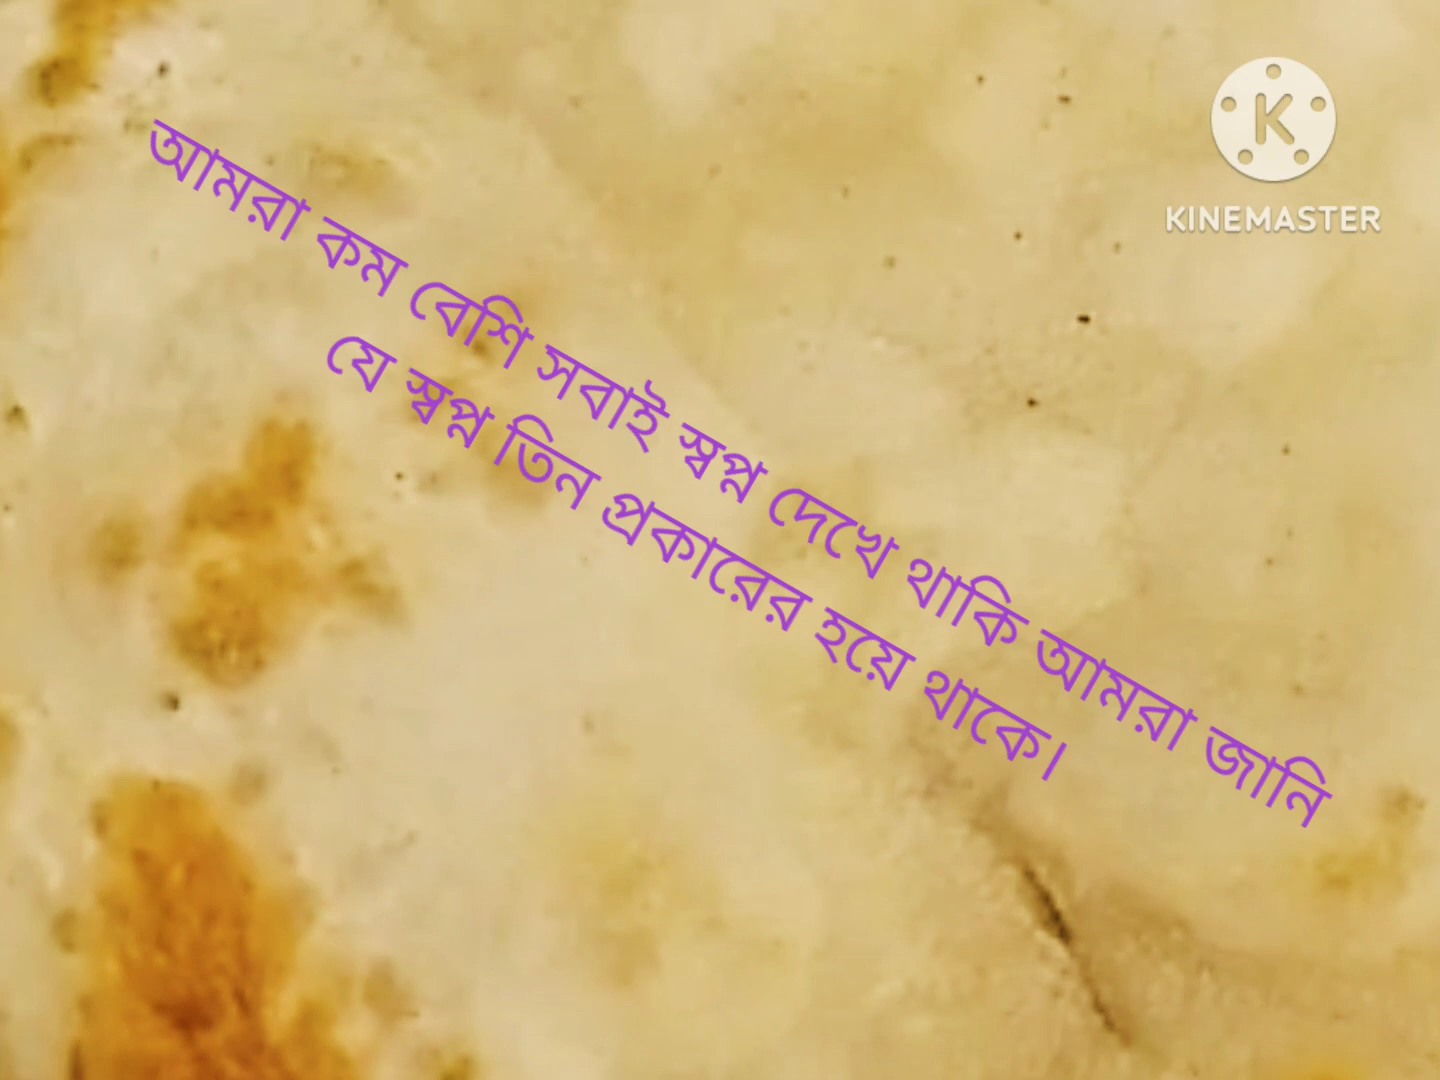 KINEMASTER
আমরা কম বেশি সবাই স্বপ্ন দেখে থাকি আমরা জানি
যে স্বপ্ন তিন প্রকারের হয়ে থাকে।